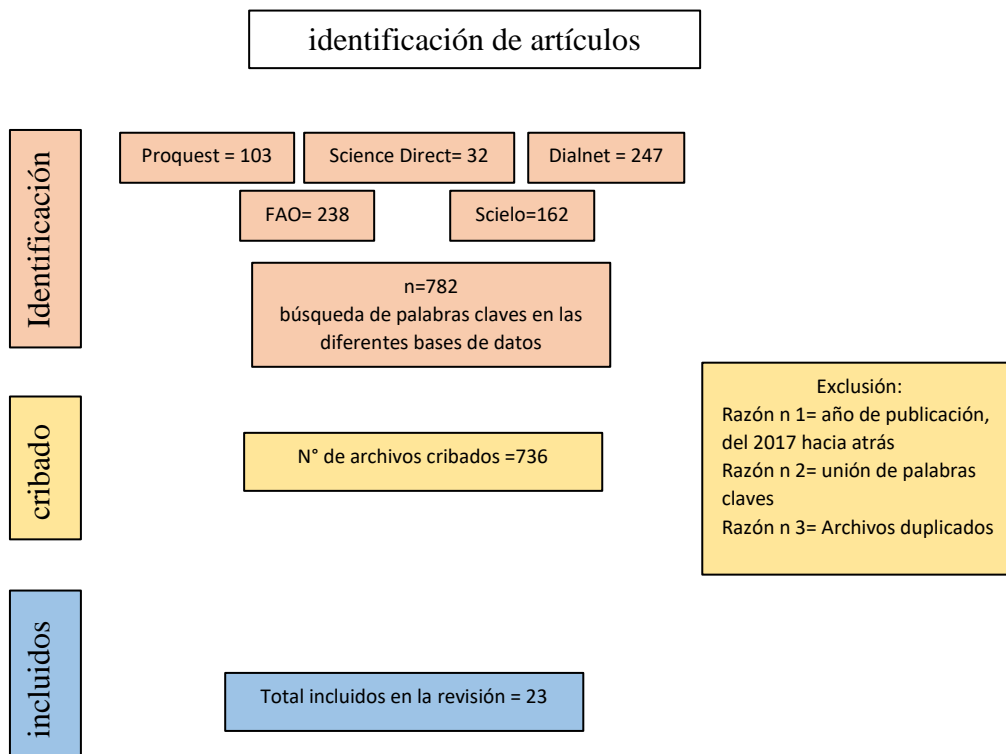 identificación de artículos
Identificación
Proquest = 103
Science Direct= 32
Dialnet = 247
FAO= 238
Scielo=162
n=782
búsqueda de palabras claves en las
diferentes bases de datos
cribado
N° de archivos cribados =736
Exclusión:
Razón n 1= año de publicación,
del 2017 hacia atrás
Razón n 2= unión de palabras
claves
Razón n 3= Archivos duplicados
incluidos
Total incluidos en la revisión = 23